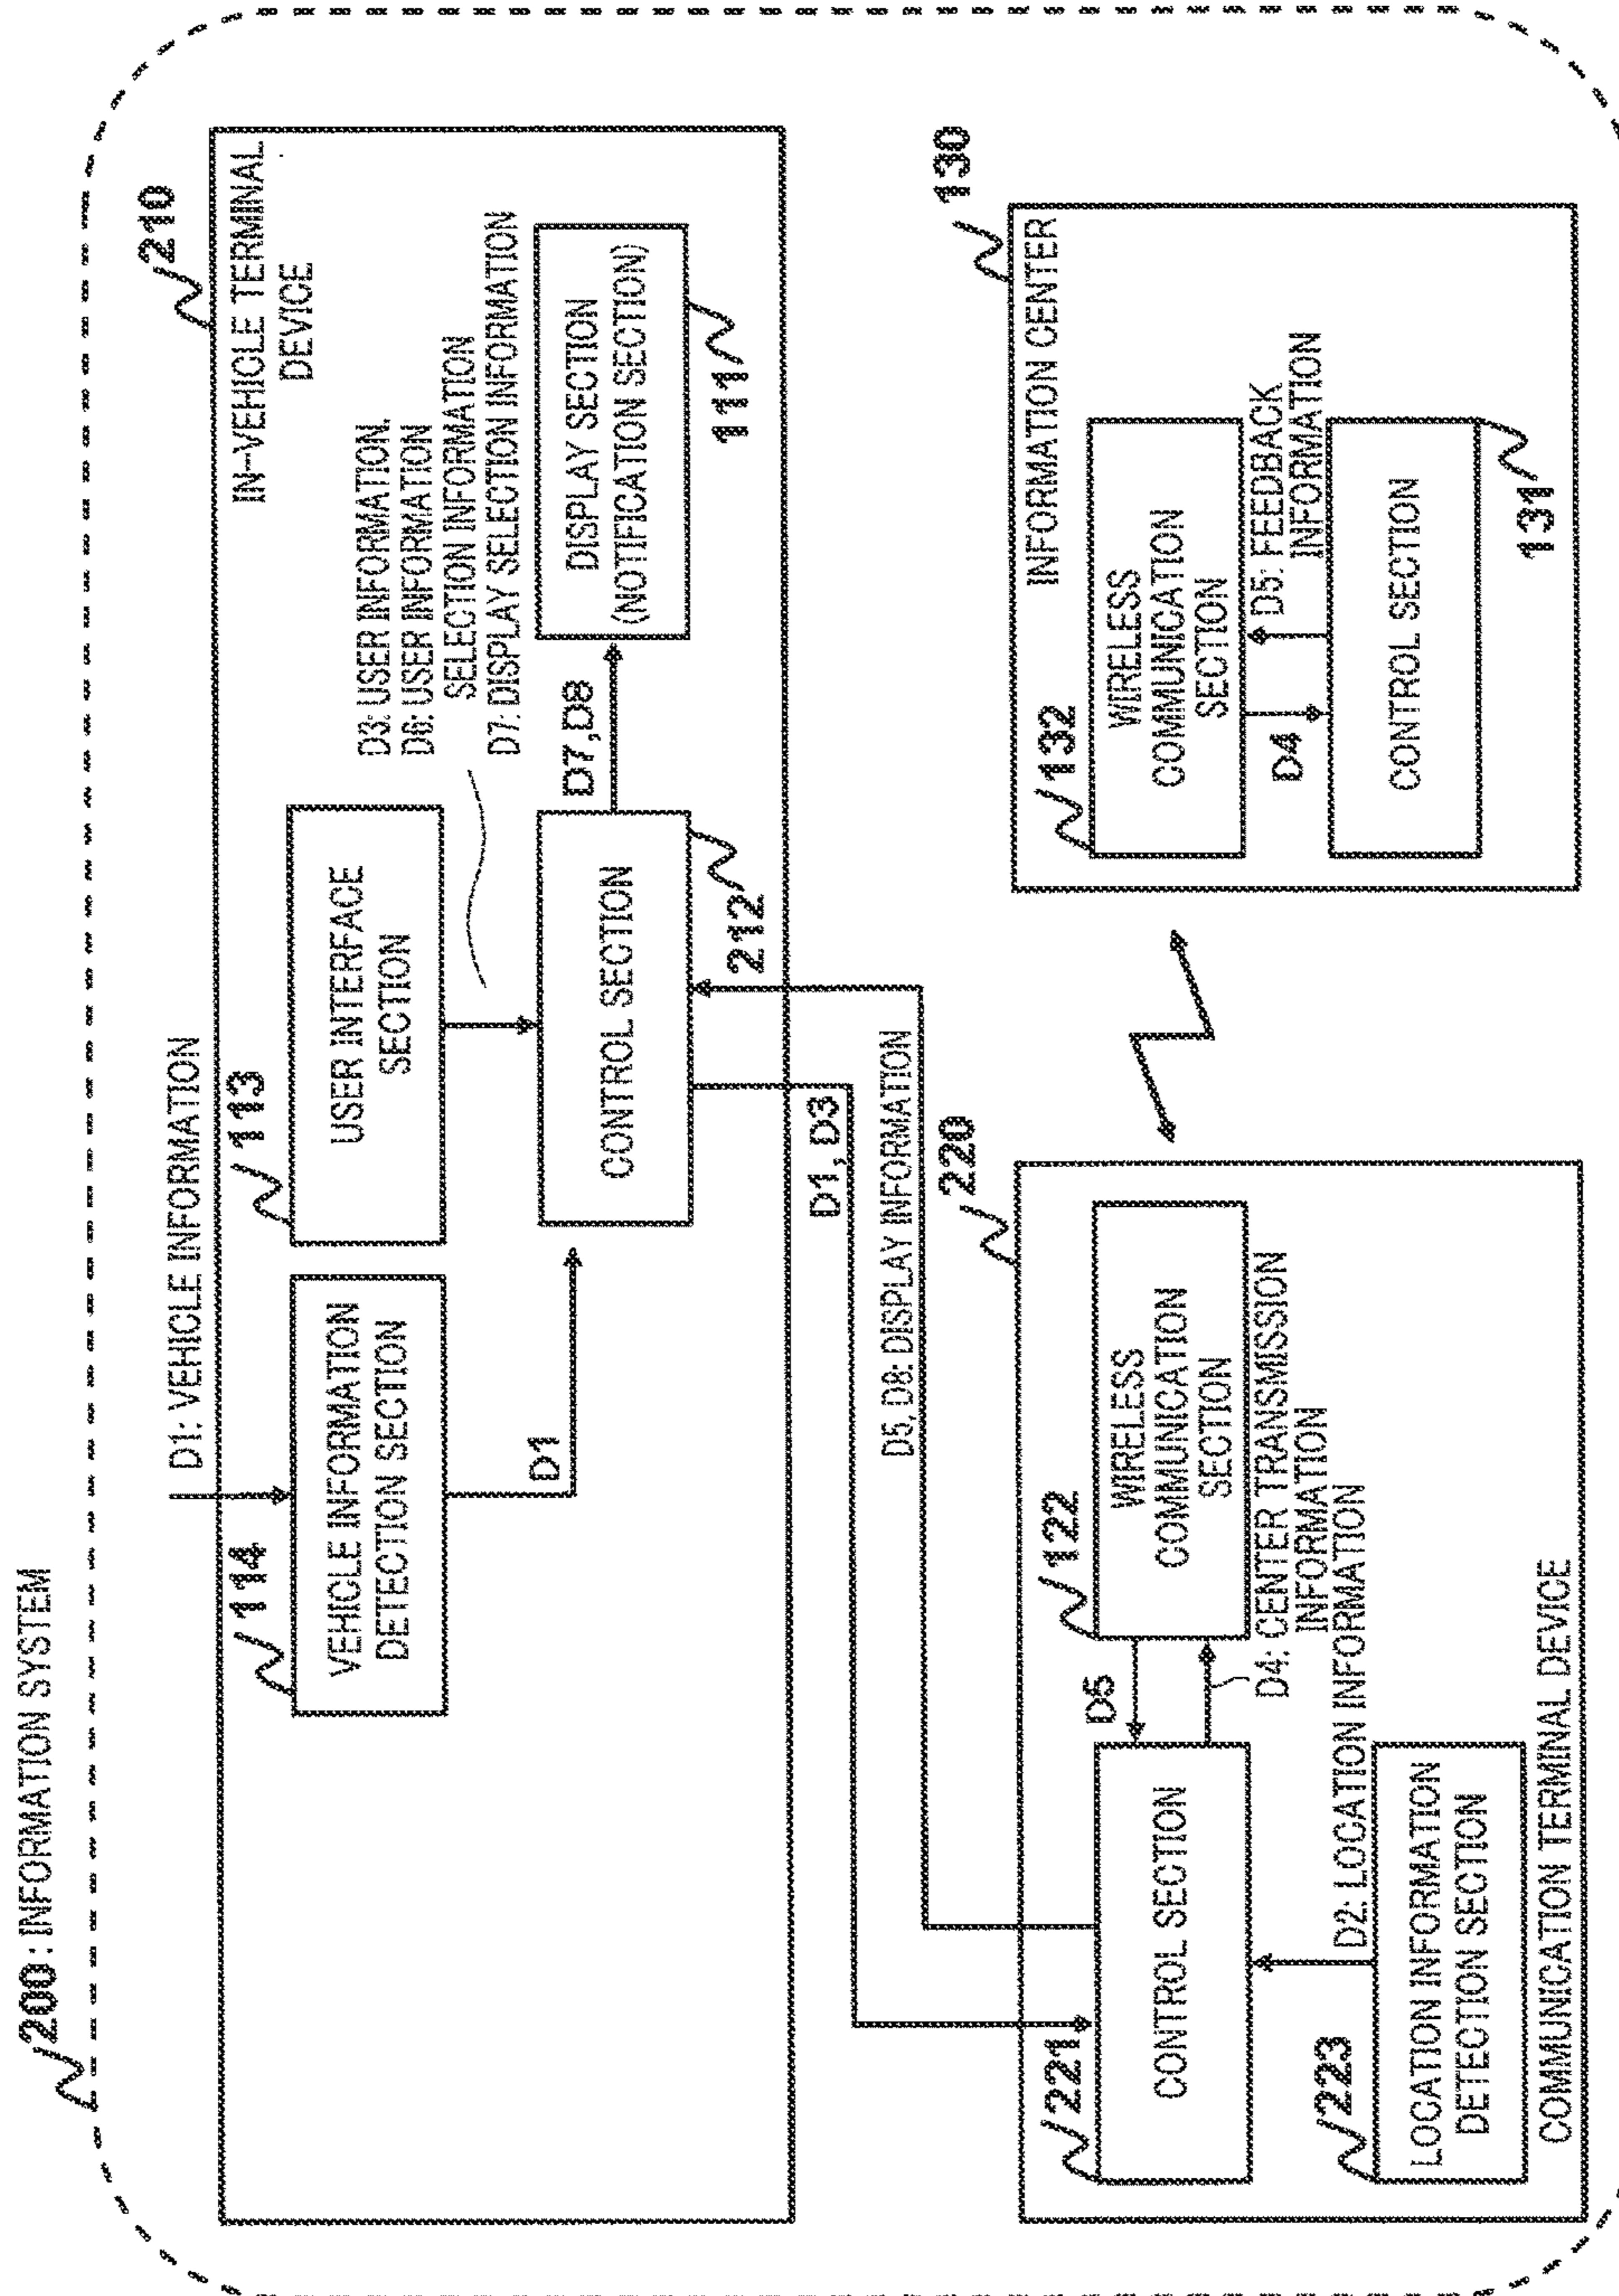 200 : INFORMATION SYSTEM
D1: VEHICLE INFORMATION
210
IN-VEHICLE TERMINAL
DEVICE
114
VEHICLE INFORMATION
DETECTION SECTION
D1
113
USER INTERFACE
SECTION
D3: USER INFORMATION,
D6: USER INFORMATION
SELECTION INFORMATION
D7: DISPLAY SELECTION INFORMATION
CONTROL SECTION
212
D7,D8
DISPLAY SECTION
(NOTIFICATION SECTION)
111
D1, D3
D5, D8: DISPLAY INFORMATION
220
221
CONTROL SECTION
D5
122
WIRELESS
COMMUNICATION
SECTION
D4: CENTER TRANSMISSION
INFORMATION
D2: LOCATION INFORMATION
223
LOCATION INFORMATION
DETECTION SECTION
COMMUNICATION TERMINAL DEVICE
130
INFORMATION CENTER
132
WIRELESS
COMMUNICATION
SECTION
D4
D5: FEEDBACK
INFORMATION
CONTROL SECTION
131